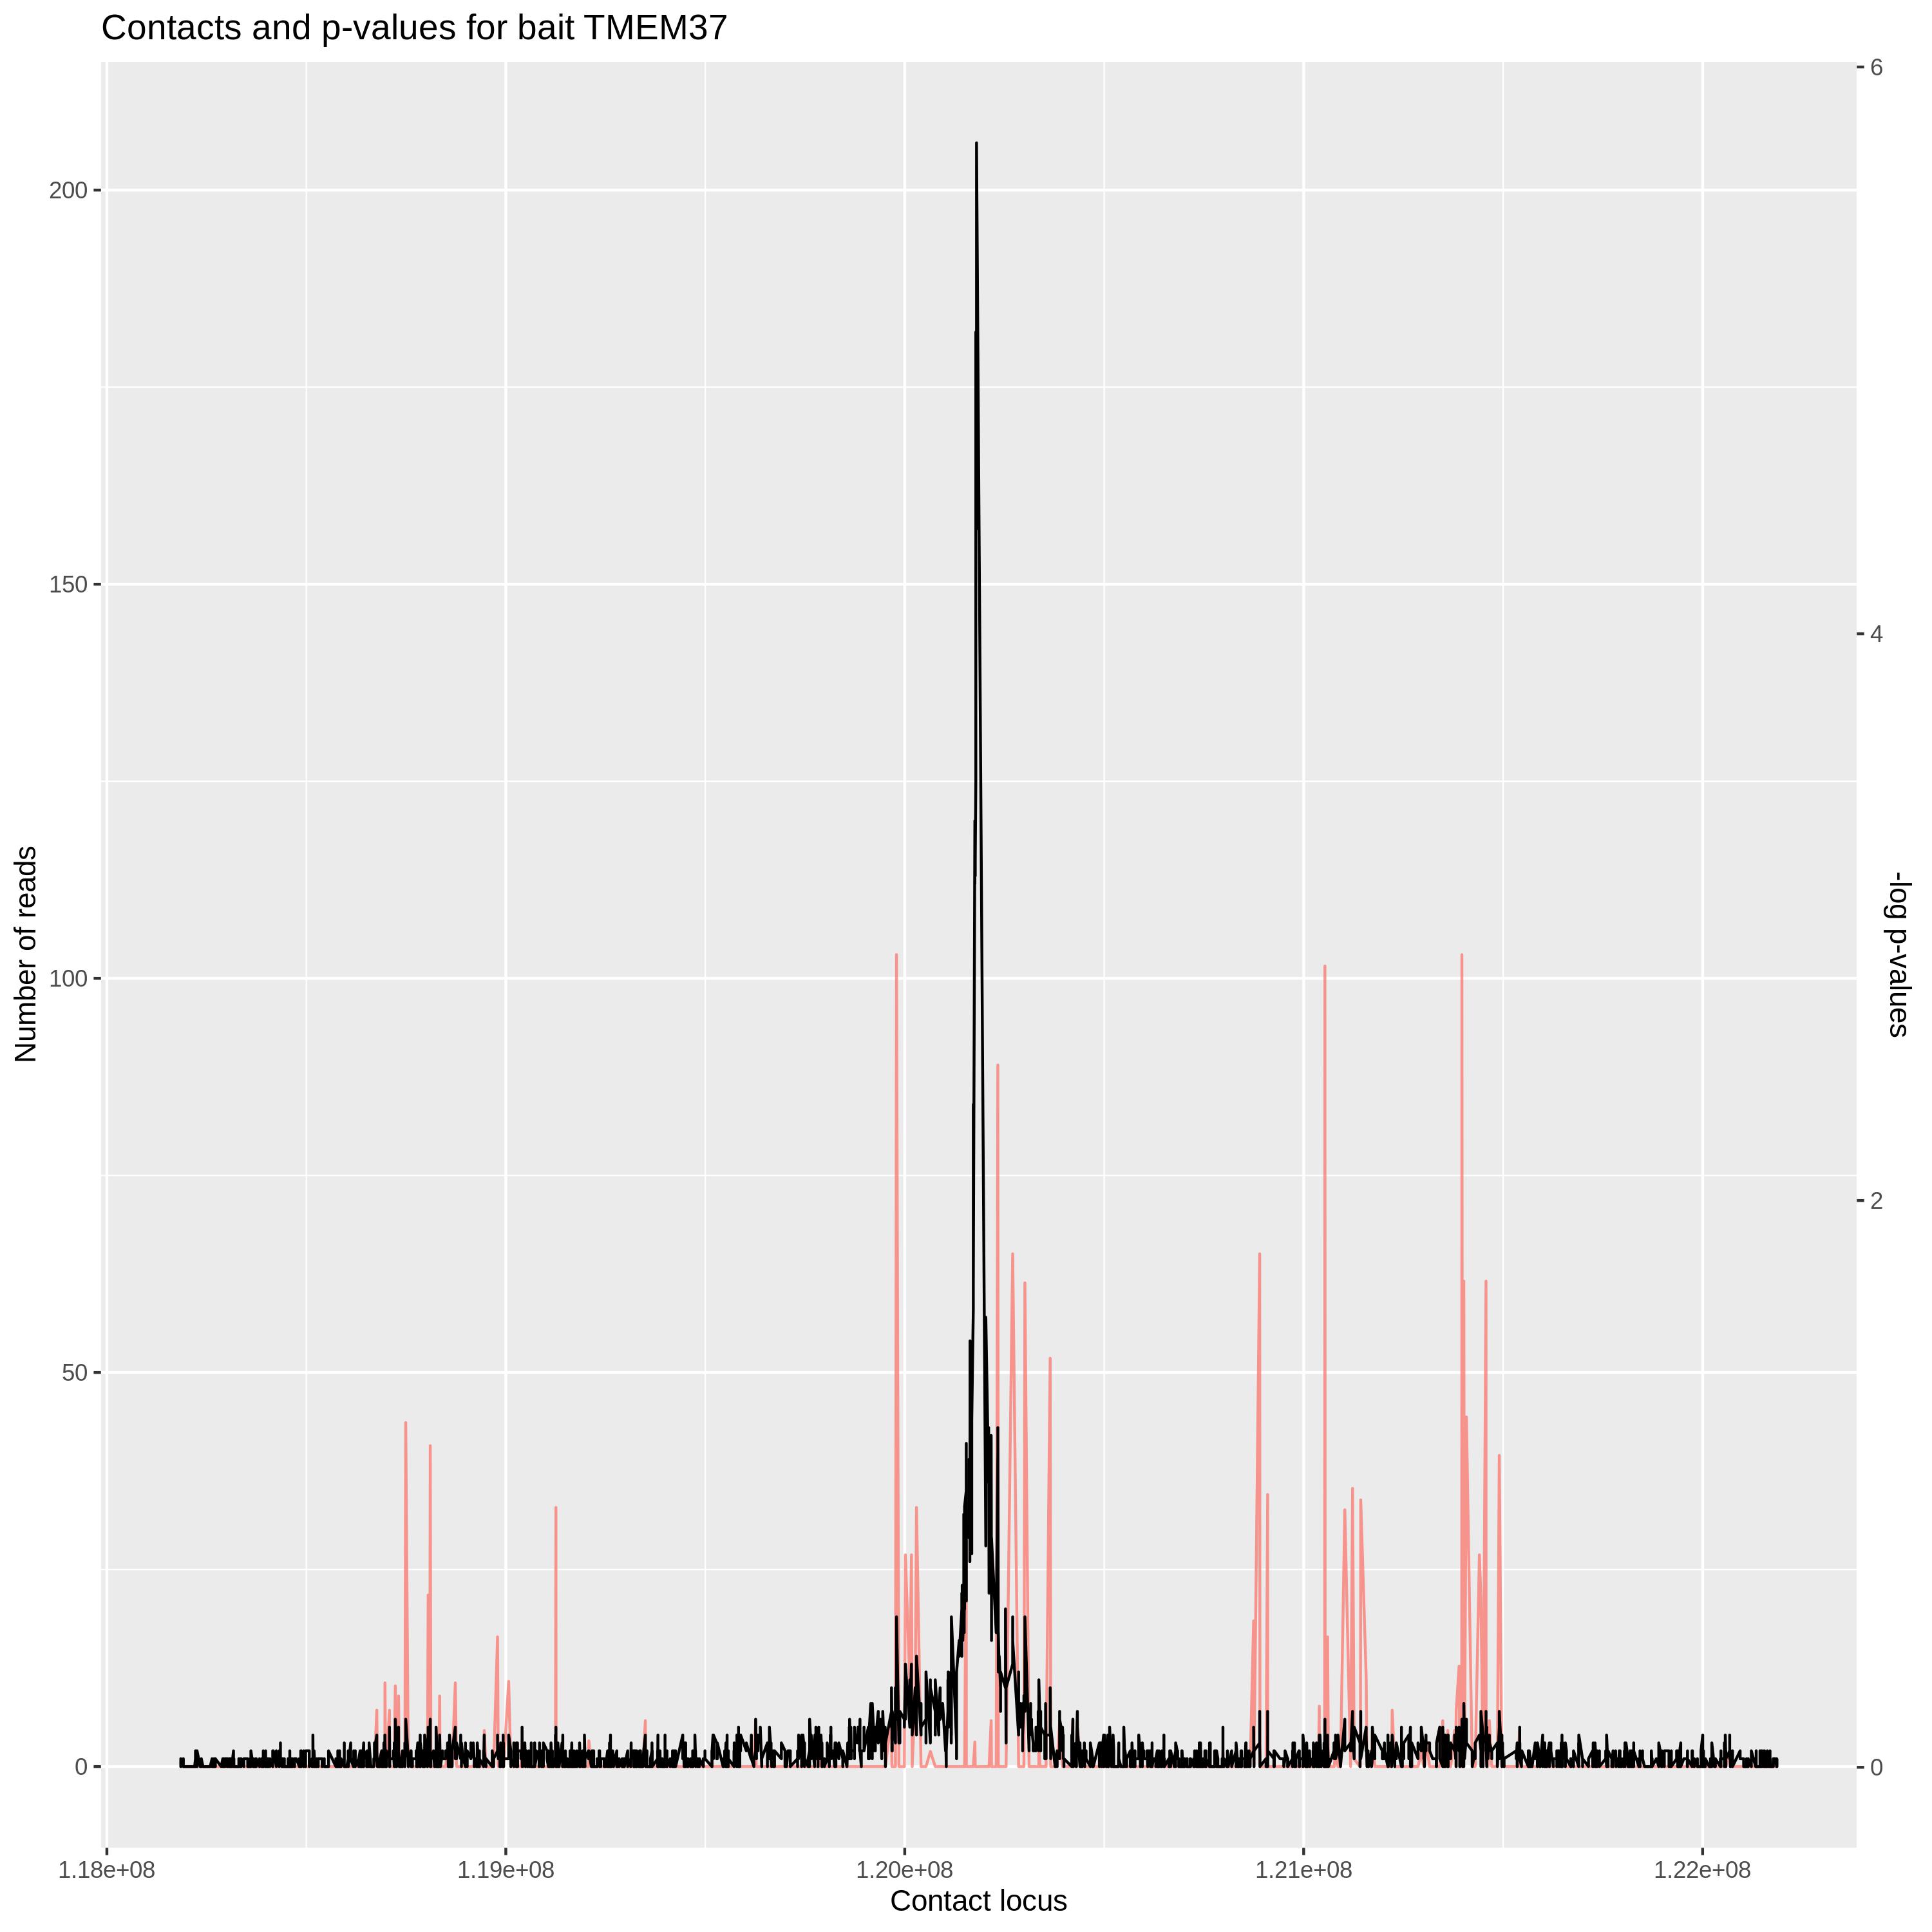 Contacts and p-values for bait TMEM37
Number of reads
200
150
100
50
0
6
4
2
0
-log p-values
1.18e+08 1.19e+08 1.20e+08 1.21e+08 1.22e+08
Contact locus